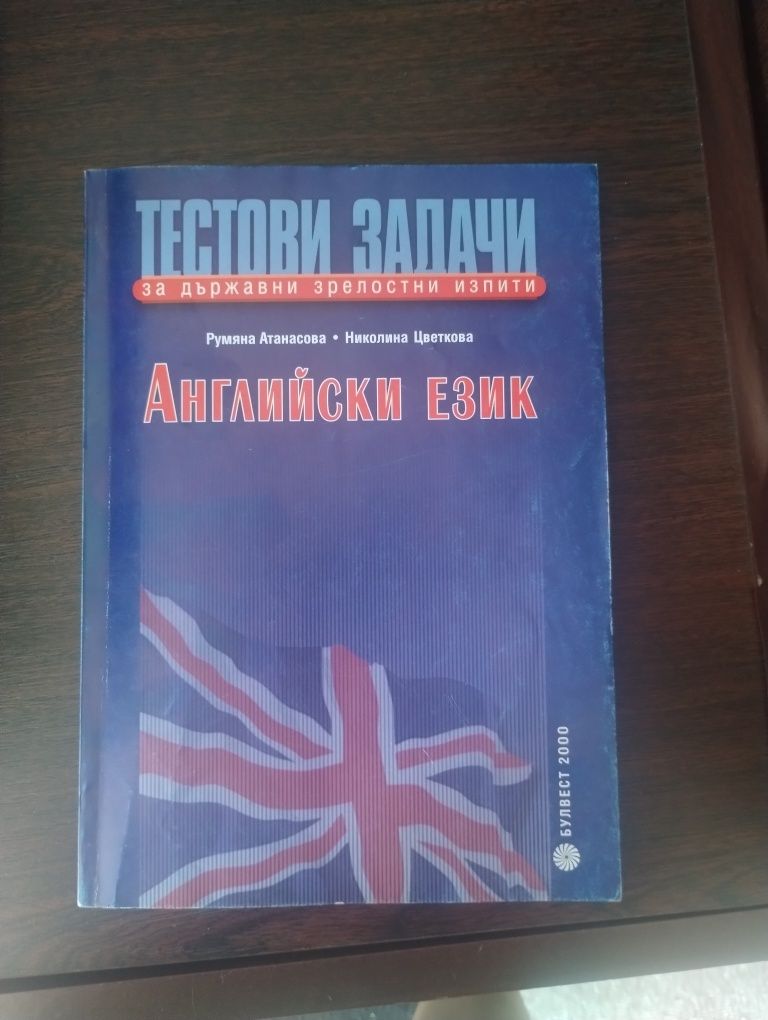 ТЕСТОВИ ЗАДАЧИ
за държавни зрелостни изпити
Румяна Атанасова • Николина Цветкова
Английски език
БУЛВЕСТ 2000